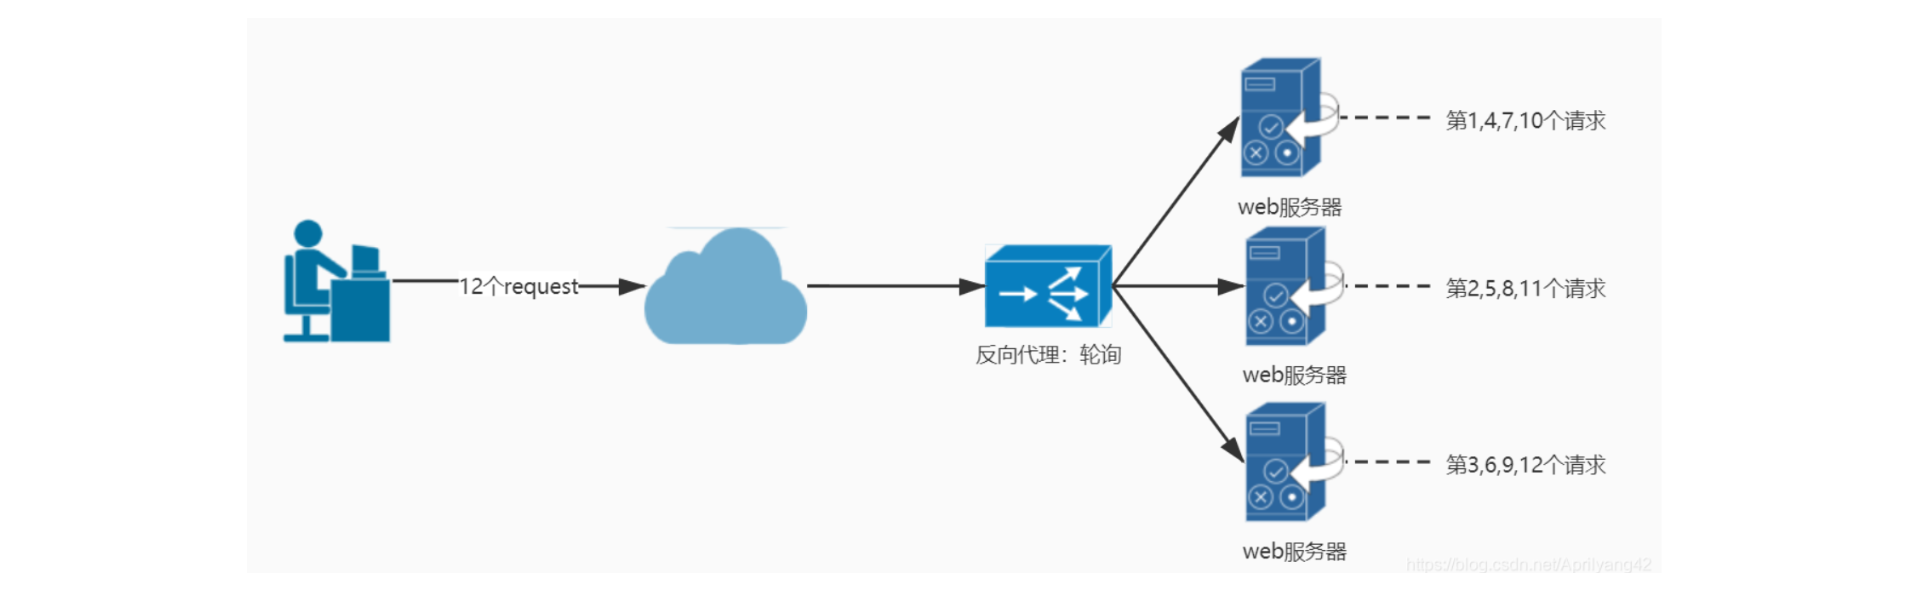 第1,4,7,10个请求
web服务器
12个request
第2,5,8,11个请求
反向代理：轮询
web服务器
第3,6,9,12个请求
web服务器
https://blog.csdn.net/Aprilyang42